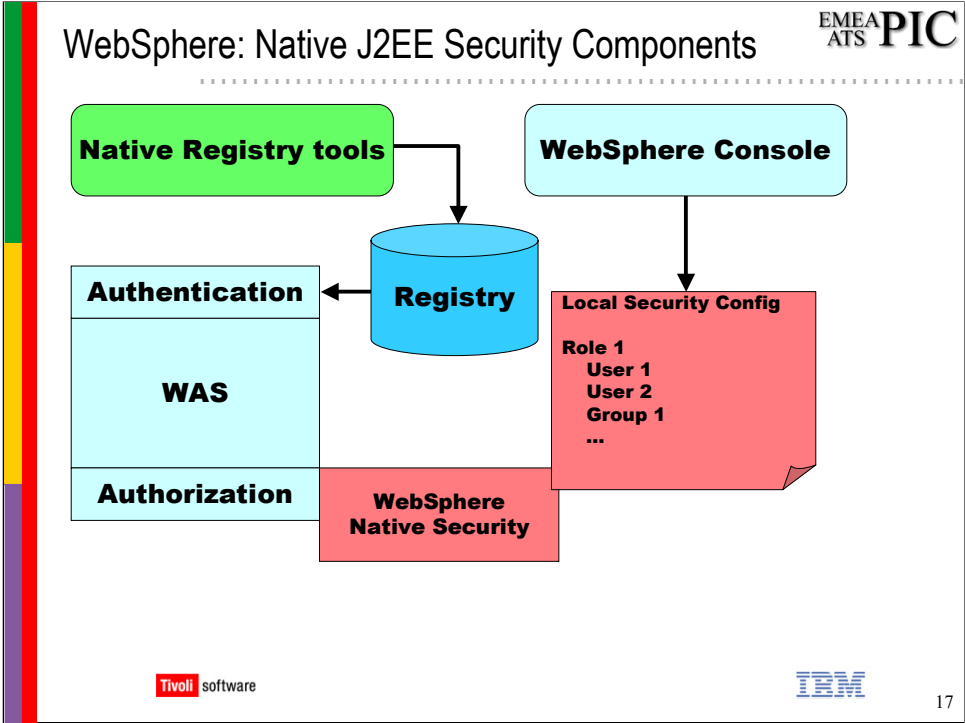 WebSphere: Native J2EE Security Components
EMEA
ATS PIC
Native Registry tools
WebSphere Console
Registry
Authentication
WAS
Authorization
WebSphere
Native Security
Local Security Config
Role 1
User 1
User 2
Group 1
...
Tivoli software
IBM
17